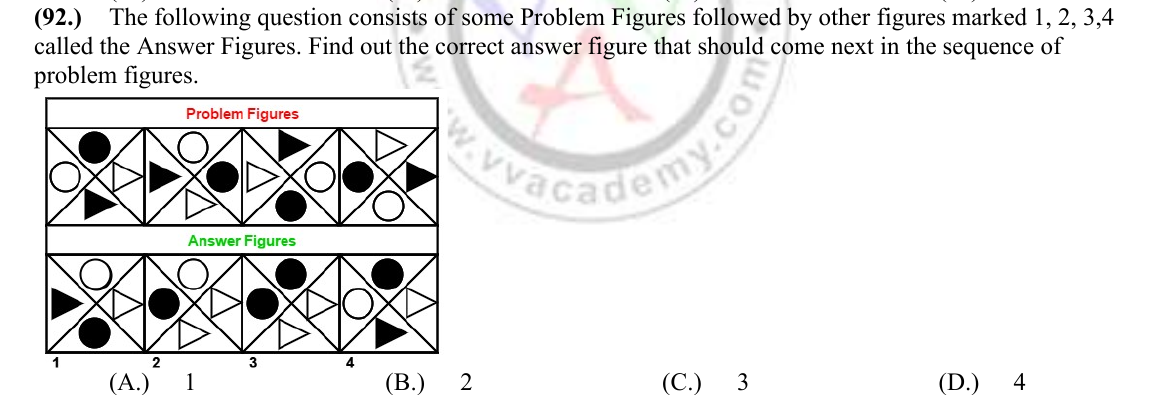 (92.) The following question consists of some Problem Figures followed by other figures marked 1, 2, 3,4
called the Answer Figures. Find out the correct answer figure that should come next in the sequence of
problem figures.
Problem Figures
Answer Figures
1 2 3 4
(A.) 1 (B.) 2 (C.) 3 (D.) 4
w.vvacademy.com